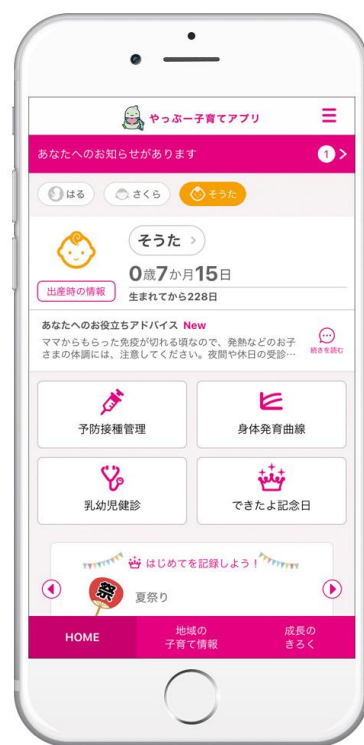 やっぷー子育てアプリ
あなたへのお知らせがあります
1
はる
さくら
そうた
そうた
0歳7か月15日
出産時の情報
生まれてから228日
あなたへのお役立ちアドバイス New
ママからもらった免疫が切れる頃なので、発熱などのお子
さまの体調には、注意してください。夜間や休日の受診…
続きを読む
予防接種管理
身体発育曲線
乳幼児健診
できたよ記念日
はじめてを記録しよう！
祭
夏祭り
HOME
地域の
子育て情報
成長の
きろく